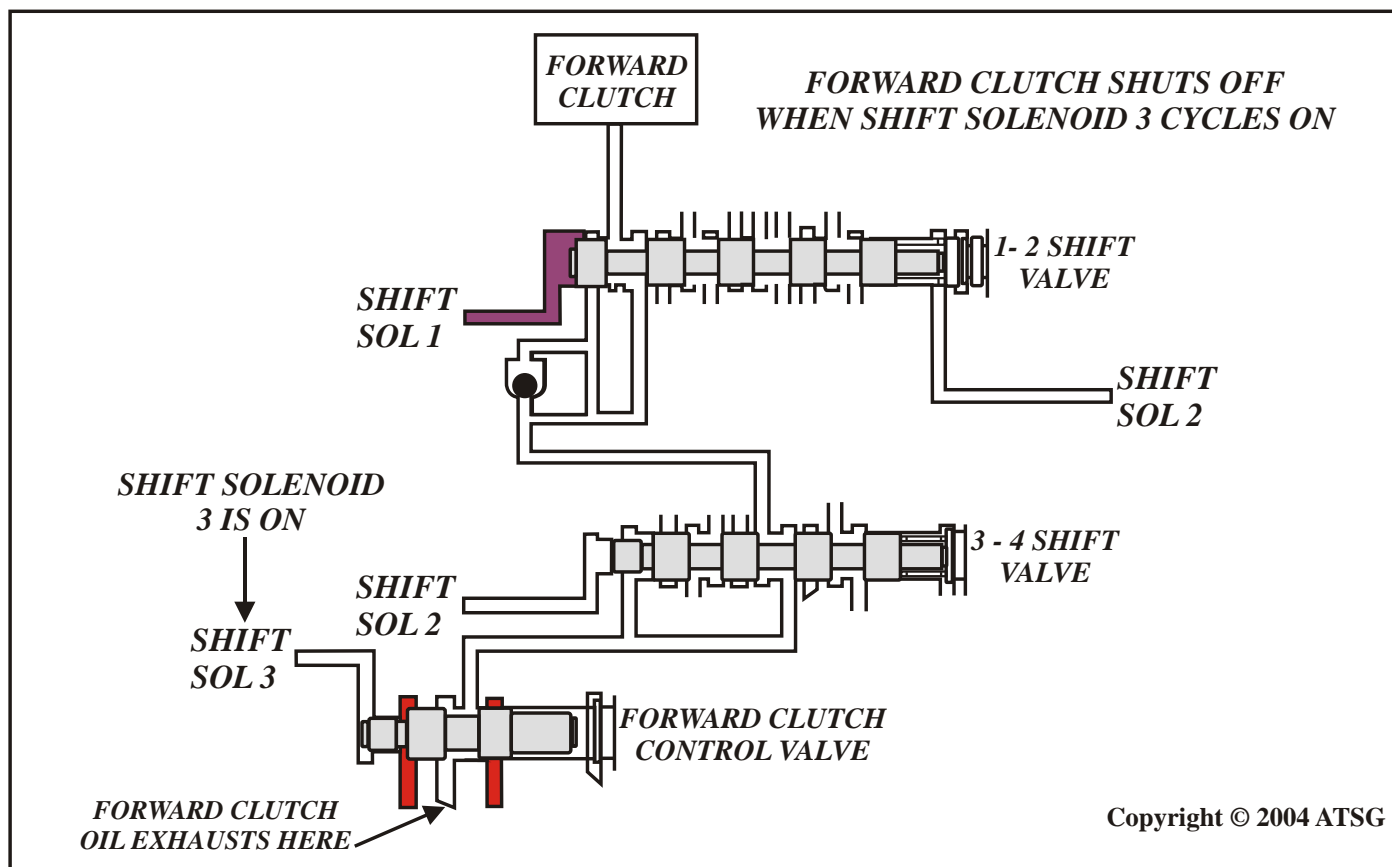 FORWARD
CLUTCH
FORWARD CLUTCH SHUTS OFF
WHEN SHIFT SOLENOID 3 CYCLES ON
1- 2 SHIFT
VALVE
SHIFT
SOL 1
SHIFT
SOL 2
SHIFT SOLENOID
3 IS ON
3 - 4 SHIFT
VALVE
SHIFT
SOL 2
SHIFT
SOL 3
FORWARD CLUTCH
CONTROL VALVE
FORWARD CLUTCH
OIL EXHAUSTS HERE
Copyright © 2004 ATSG